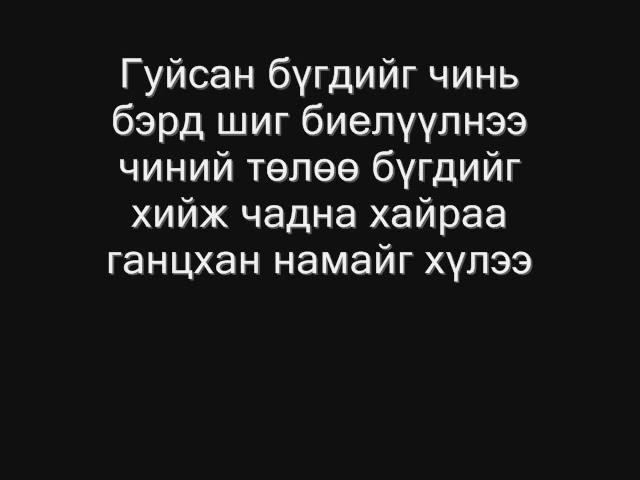 Гуйсан бүгдийг чинь
бэрд шиг биелүүлнээ
чиний төлөө бүгдийг
хийж чадна хайраа
ганцхан намайг хүлээ